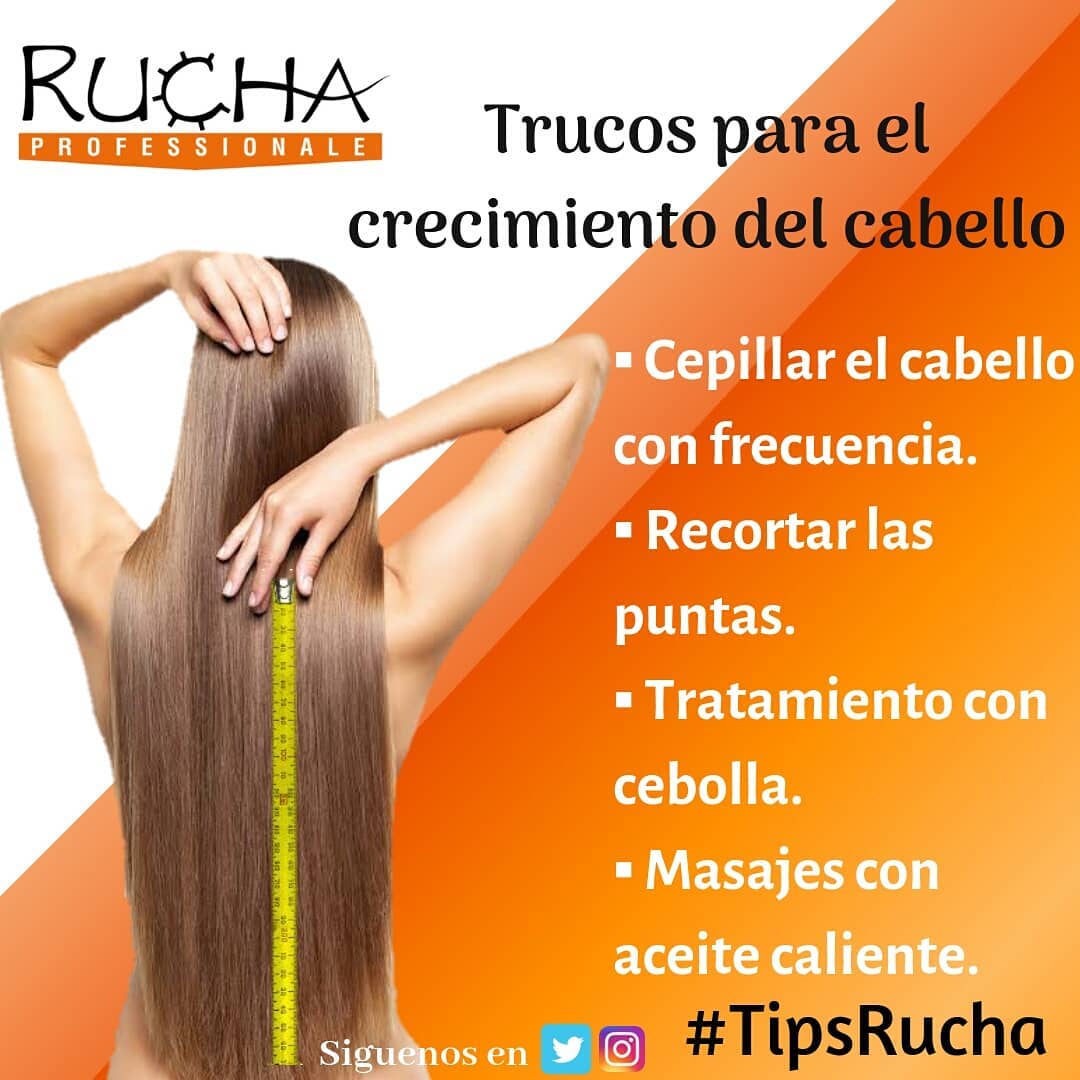 RUCHA
PROFESSIONALE
Trucos para el
crecimiento del cabello
▪ Cepillar el cabello
con frecuencia.
▪ Recortar las
puntas.
▪ Tratamiento con
cebolla.
▪ Masajes con
aceite caliente.
#TipsRucha
Siguenos en